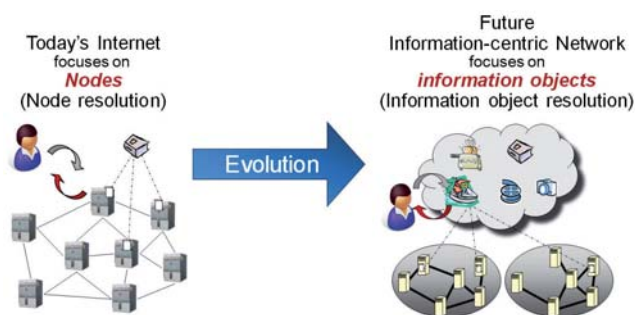 Today's Internet
focuses on
Nodes
(Node resolution)
Evolution
Future
Information-centric Network
focuses on
information objects
(Information object resolution)